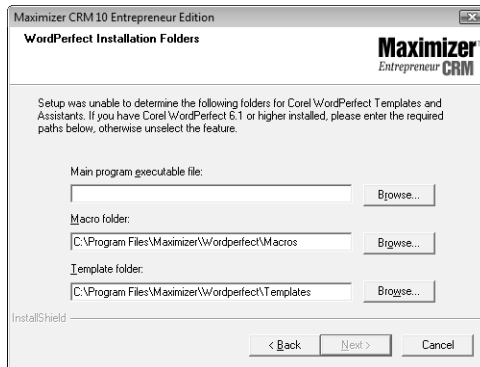 Maximizer CRM 10 Entrepreneur Edition
WordPerfect Installation Folders
Maximizer™
Entrepreneur CRM
Setup was unable to determine the following folders for Corel WordPerfect Templates and
Assistants. If you have Corel WordPerfect 6.1 or higher installed, please enter the required
paths below, otherwise unselect the feature.
Main program executable file:
Browse...
Macro folder:
C:\Program Files\Maximizer\Wordperfect\Macros
Browse...
Template folder:
C:\Program Files\Maximizer\Wordperfect\Templates
Browse...
InstallShield
< Back
Next >
Cancel